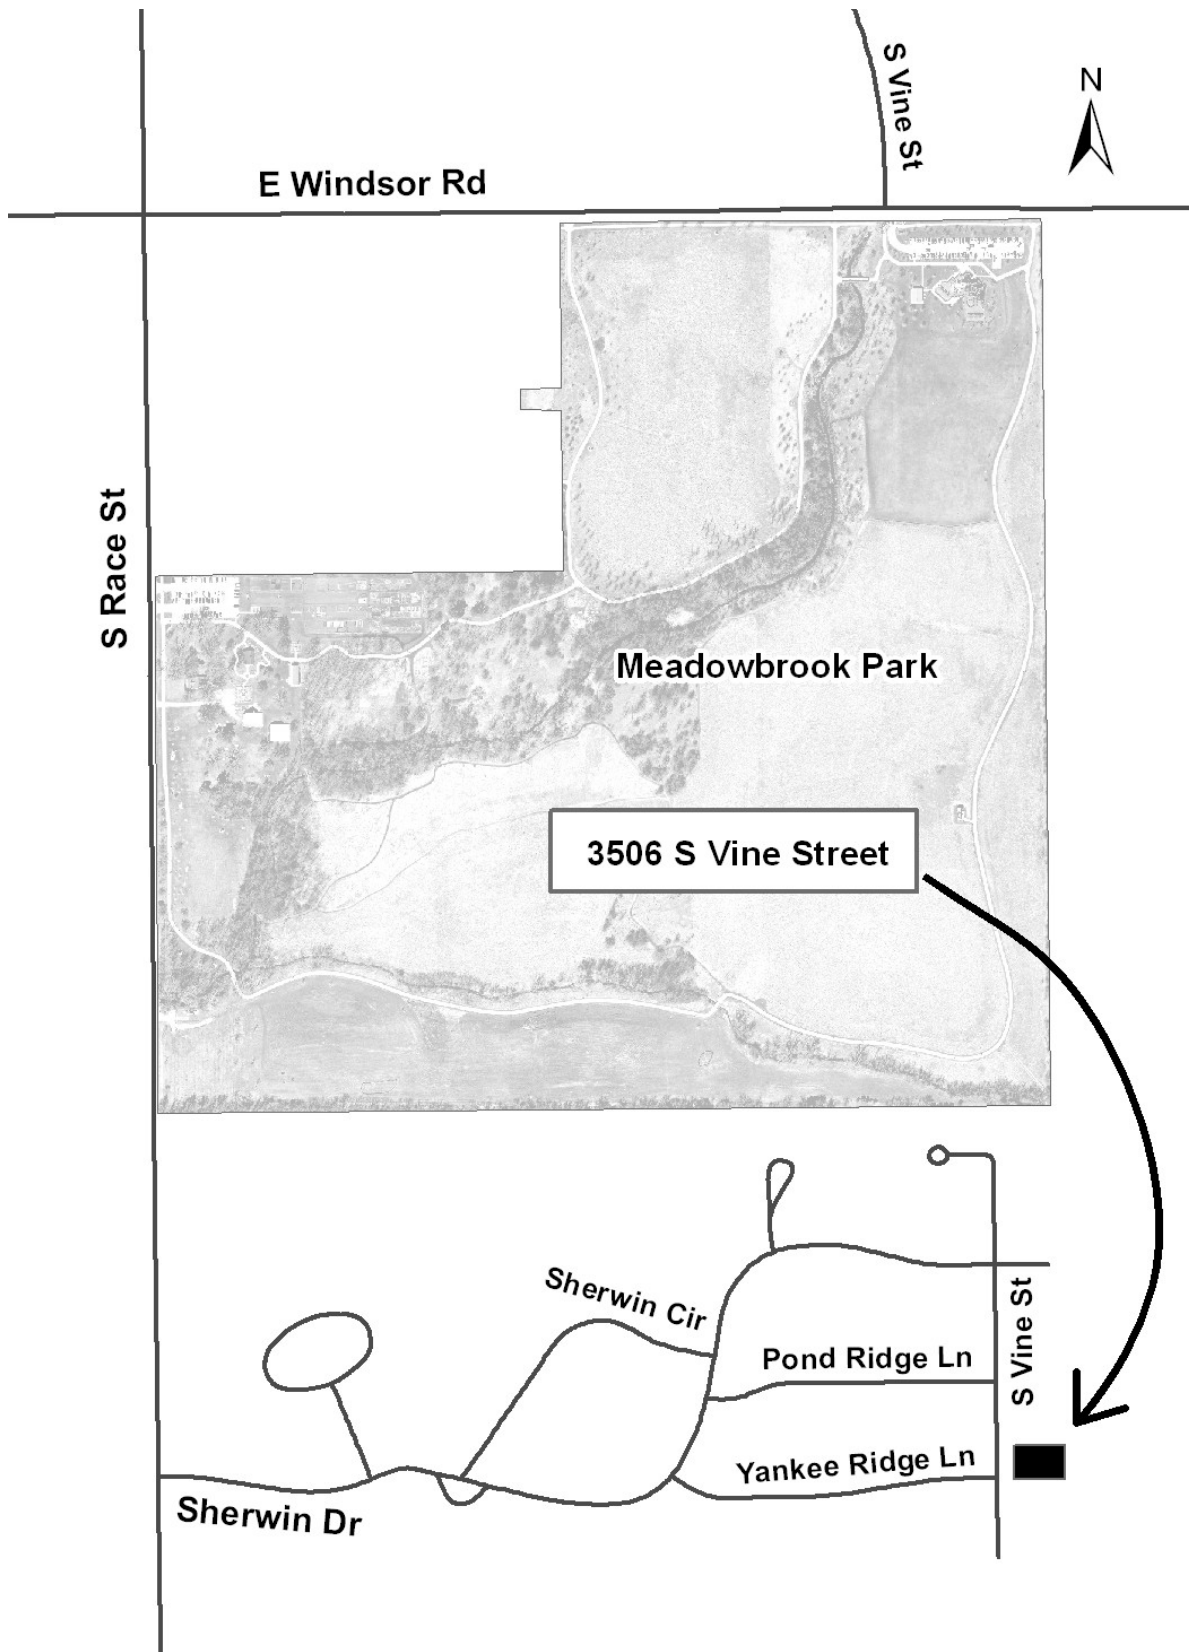 S Vine St
N
E Windsor Rd
S Race St
Meadowbrook Park
3506 S Vine Street
Sherwin Cir
S Vine St
Pond Ridge Ln
Yankee Ridge Ln
Sherwin Dr